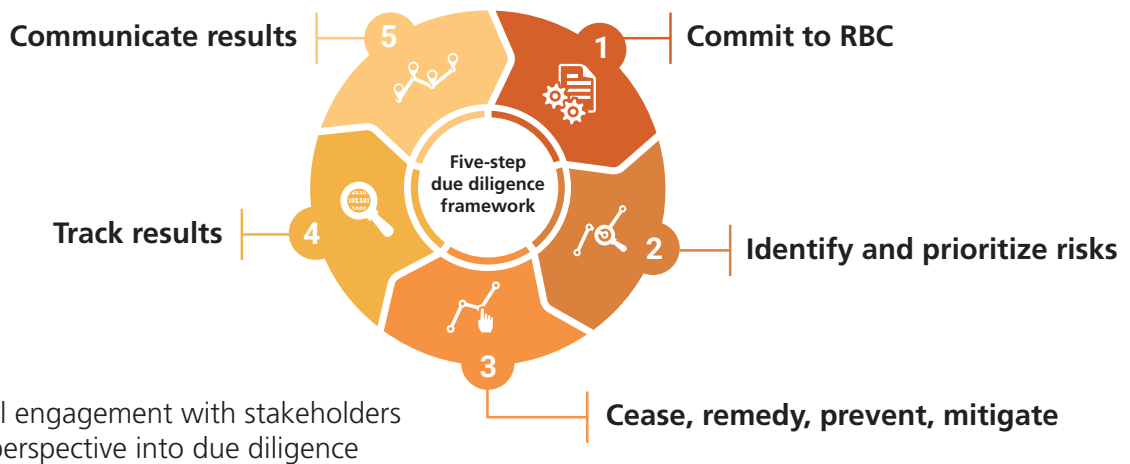 Communicate results
5
1
Commit to RBC
Five-step
due diligence
framework
Track results
4
2
Identify and prioritize risks
3
engagement with stakeholders
perspective into due diligence
Cease, remedy, prevent, mitigate